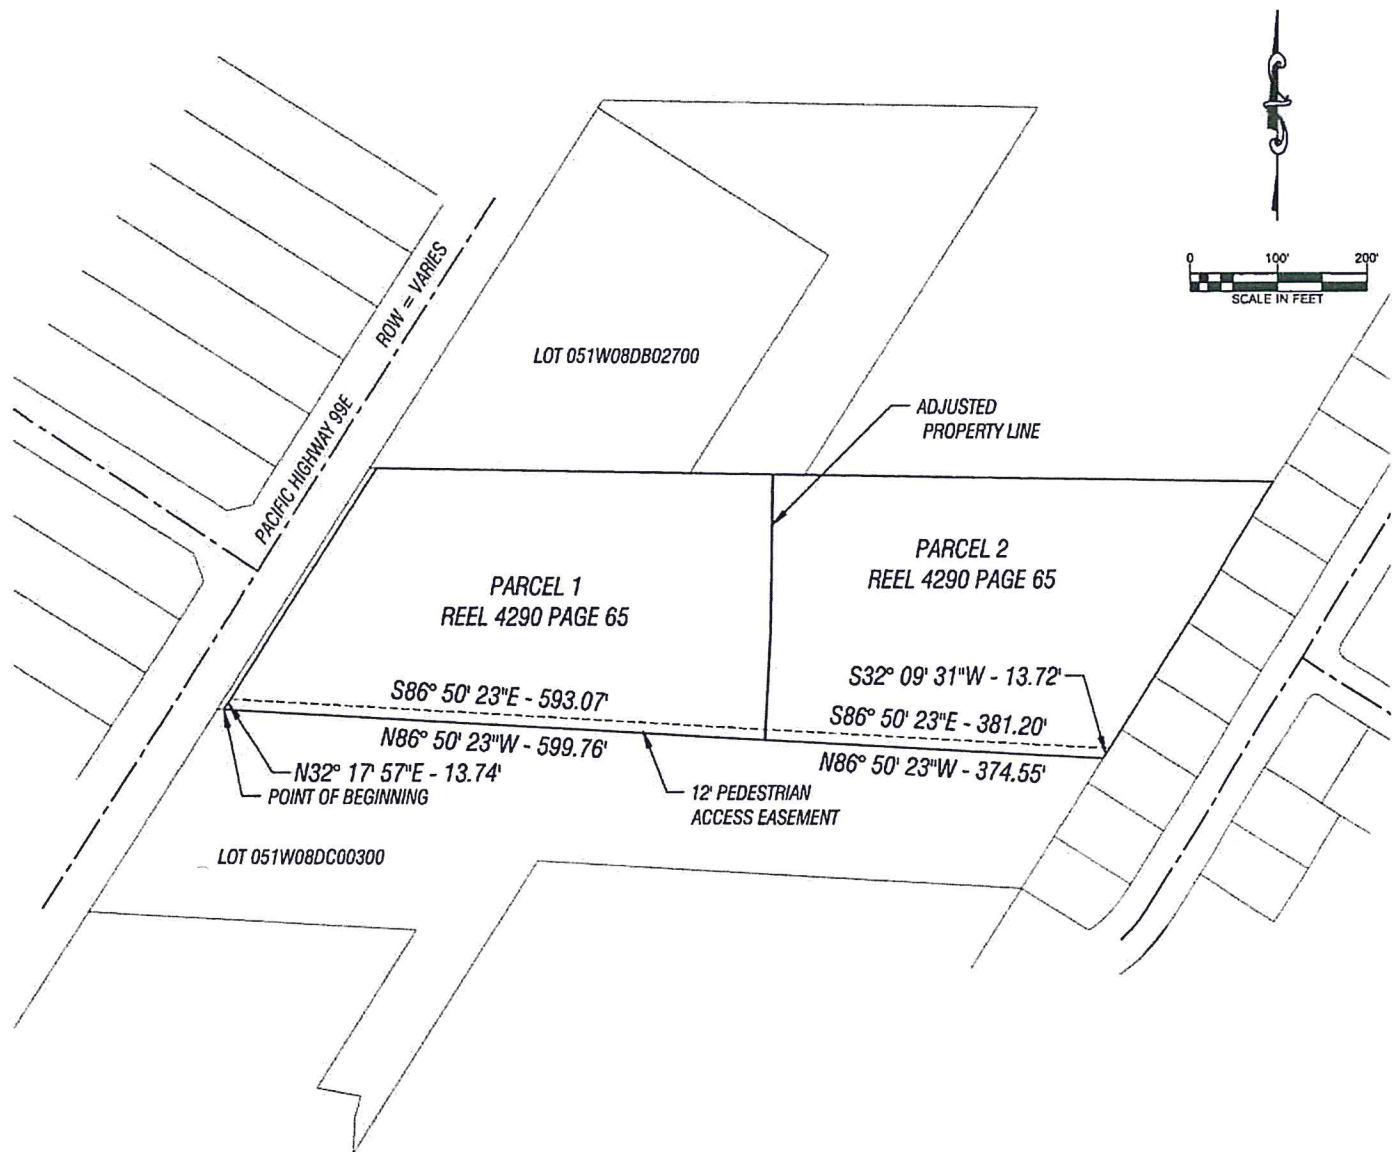 0 100' 200'
SCALE IN FEET
ROW = VARIES
PACIFIC HIGHWAY 99E
LOT 051W08DB02700
ADJUSTED
PROPERTY LINE
PARCEL 1
REEL 4290 PAGE 65
PARCEL 2
REEL 4290 PAGE 65
S32° 09' 31"W - 13.72'
S86° 50' 23"E - 593.07'
S86° 50' 23"E - 381.20'
N86° 50' 23"W - 599.76'
N86° 50' 23"W - 374.55'
N32° 17' 57"E - 13.74'
POINT OF BEGINNING
12' PEDESTRIAN
ACCESS EASEMENT
LOT 051W08DC00300